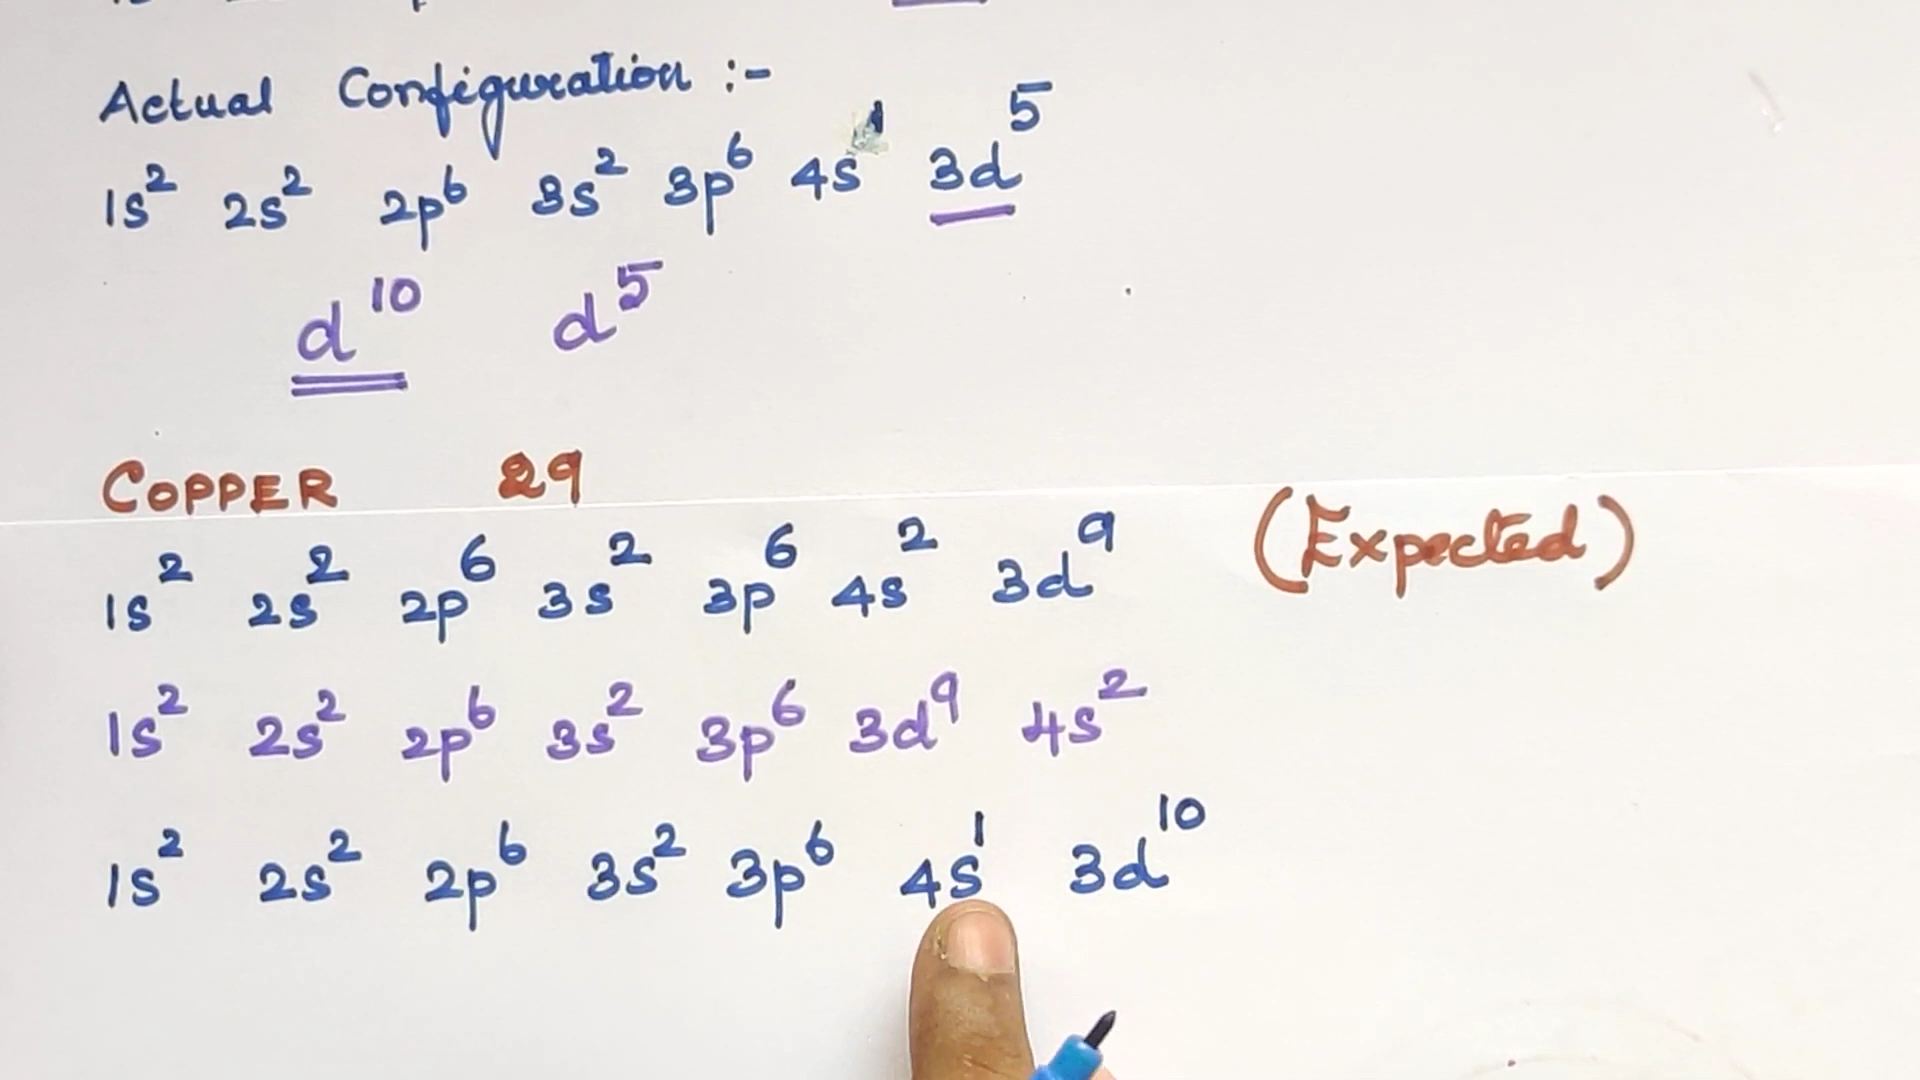 Actual Configuration :-
1s² 2s² 2p⁶ 3s² 3p⁶ 4s¹ 3d⁵
d¹⁰ d⁵
COPPER 29
1s² 2s² 2p⁶ 3s² 3p⁶ 4s² 3d⁹ (Expected)
1s² 2s² 2p⁶ 3s² 3p⁶ 3d⁹ 4s²
1s² 2s² 2p⁶ 3s² 3p⁶ 4s¹ 3d¹⁰